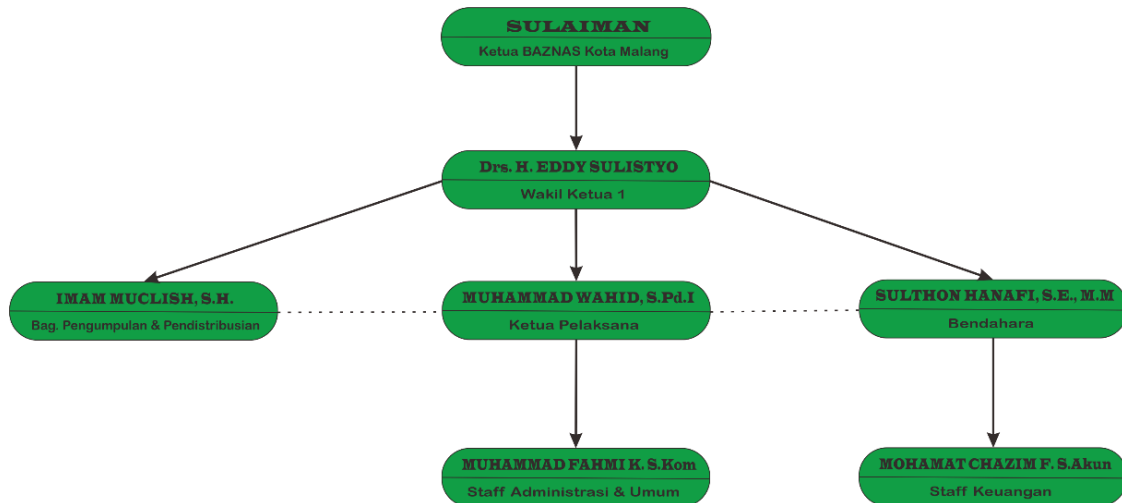 SULAIMAN
Ketua BAZNAS Kota Malang
Drs. H. EDDY SULISTYO
Wakil Ketua 1
IMAM MUCLISH, S.H.
Bag. Pengumpulan & Pendistribusian
MUHAMMAD WAHID, S.Pd.I
Ketua Pelaksana
SULTHON HANAFI, S.E., M.M
Bendahara
MUHAMMAD FAHMI K. S.Kom
Staff Administrasi & Umum
MOHAMAT CHAZIM F. S.Akun
Staff Keuangan